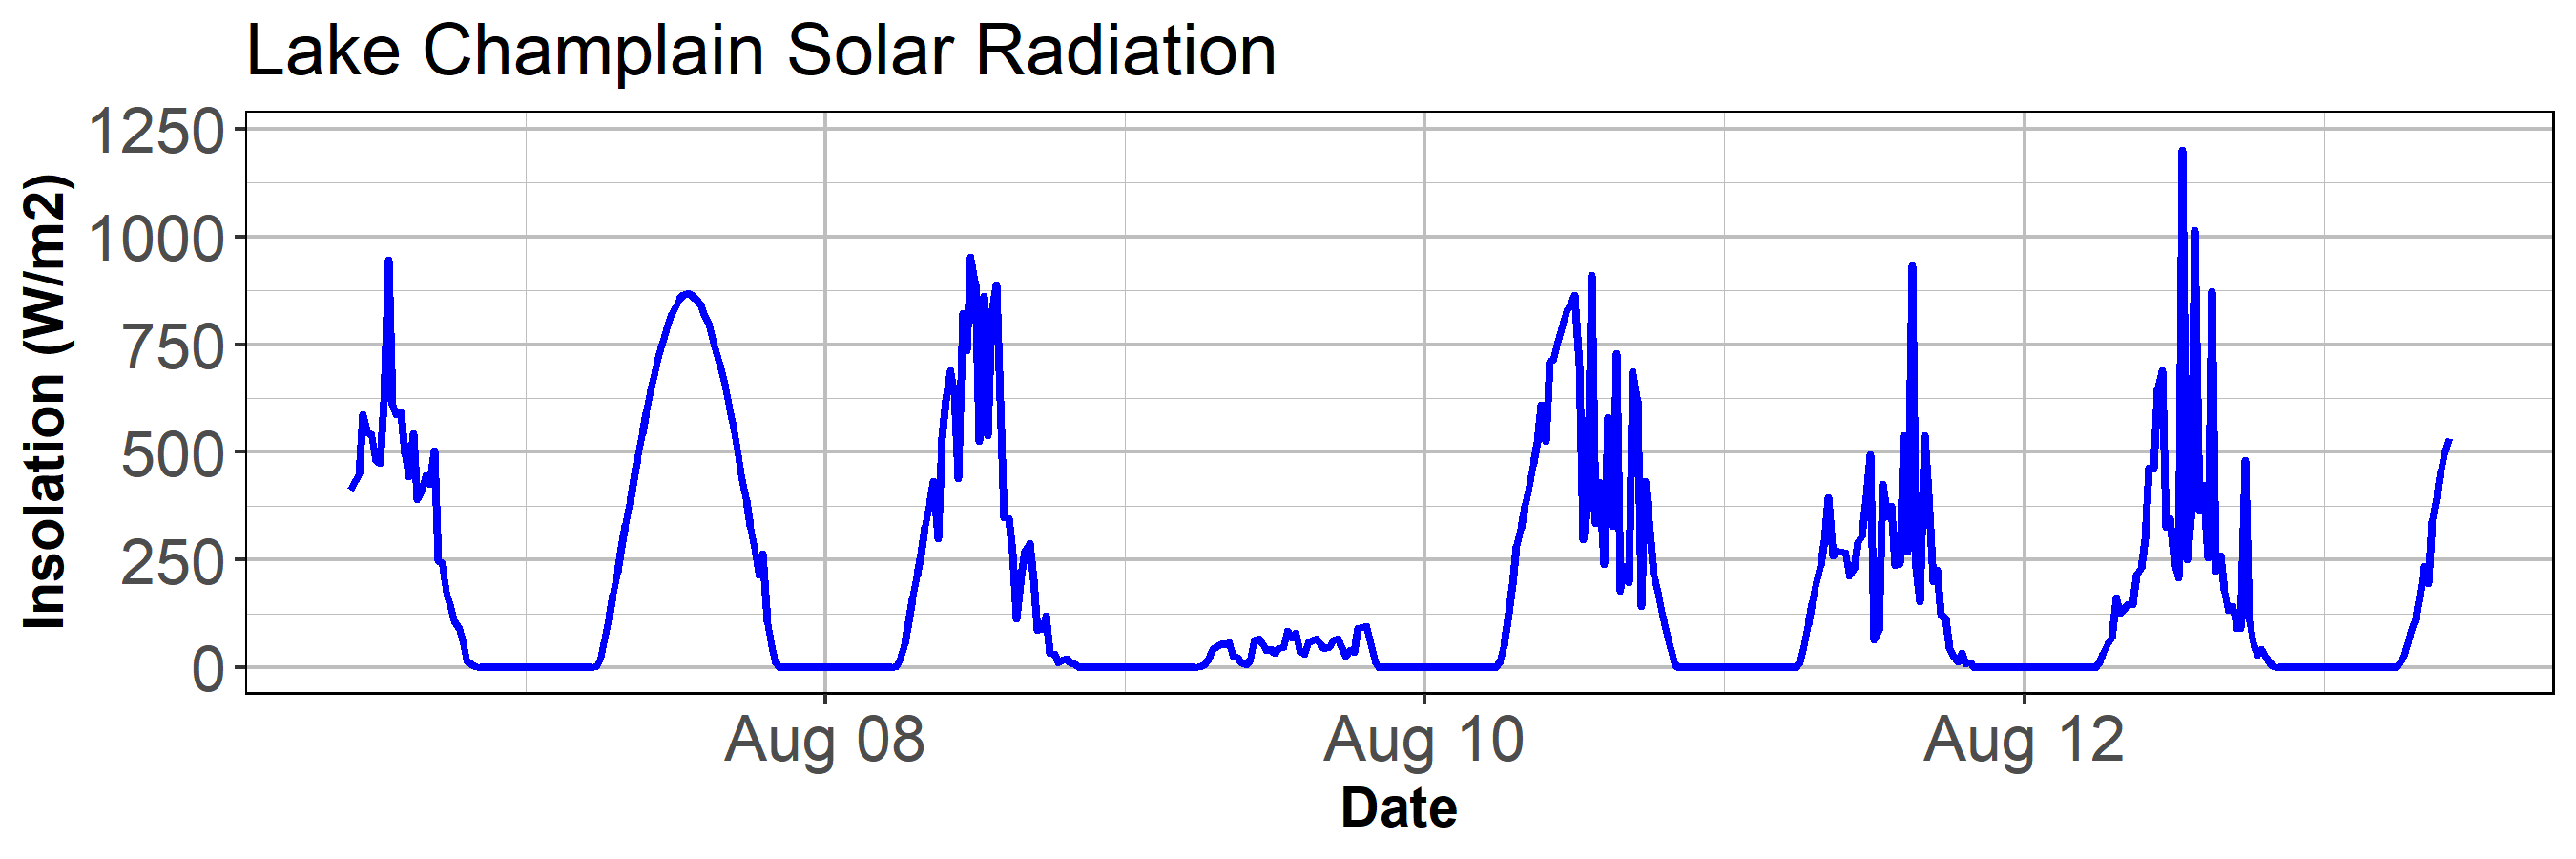 Lake Champlain Solar Radiation
Insolation (W/m2)
1250
1000
750
500
250
0
Aug 08
Aug 10
Aug 12
Date